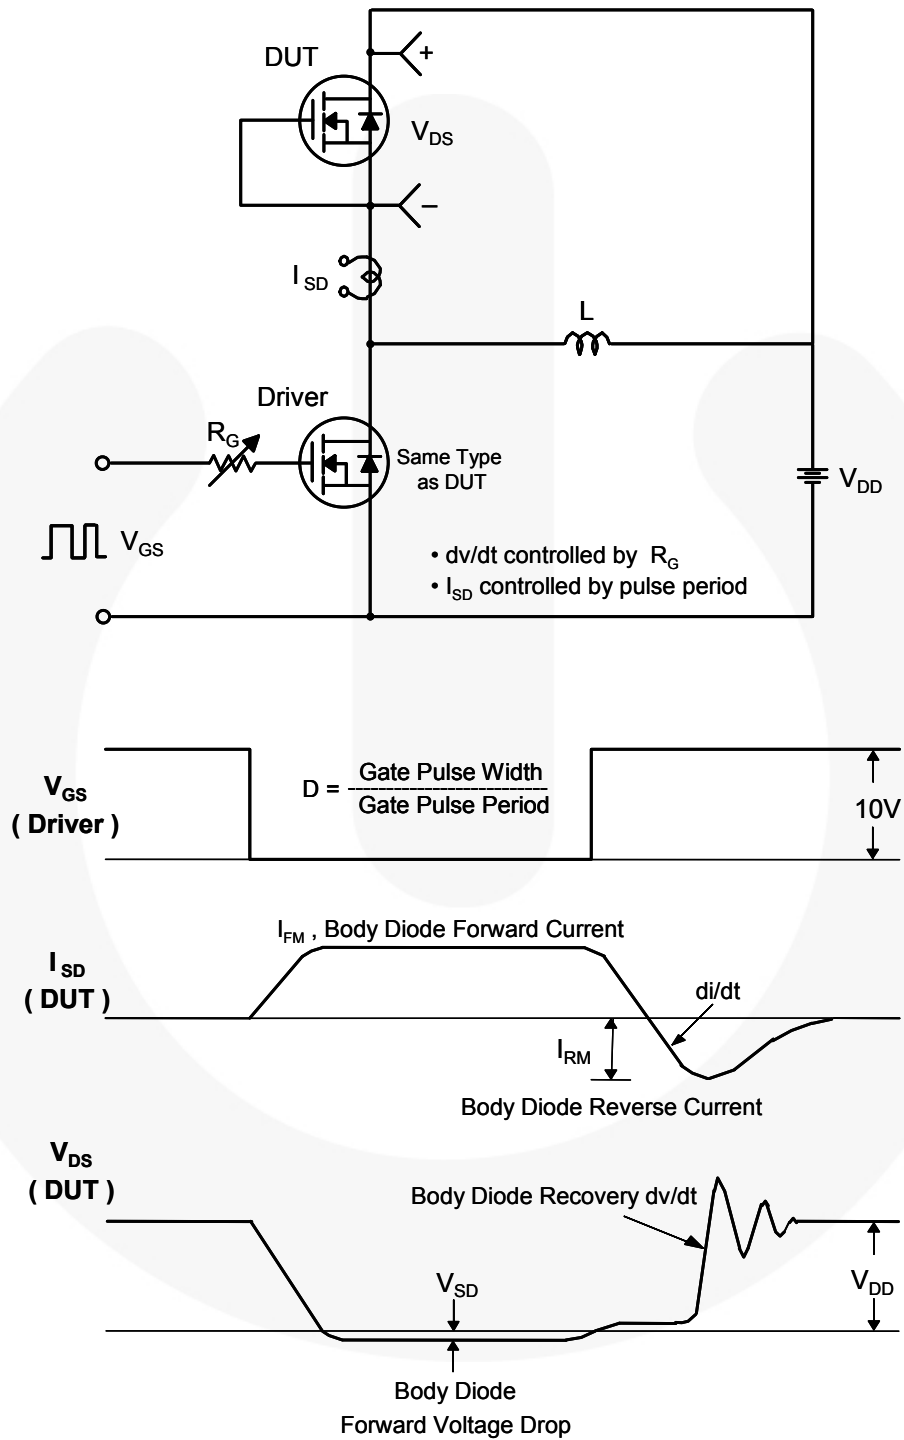 DUT
+
V_DS
–
I_SD
L
Driver
R_G
Same Type
as DUT
V_DD
V_GS
• dv/dt controlled by R_G
• I_SD controlled by pulse period
V_GS
( Driver )
D = Gate Pulse Width
Gate Pulse Period
10V
I_FM , Body Diode Forward Current
I_SD
( DUT )
di/dt
I_RM
Body Diode Reverse Current
V_DS
( DUT )
Body Diode Recovery dv/dt
V_SD
V_DD
Body Diode
Forward Voltage Drop